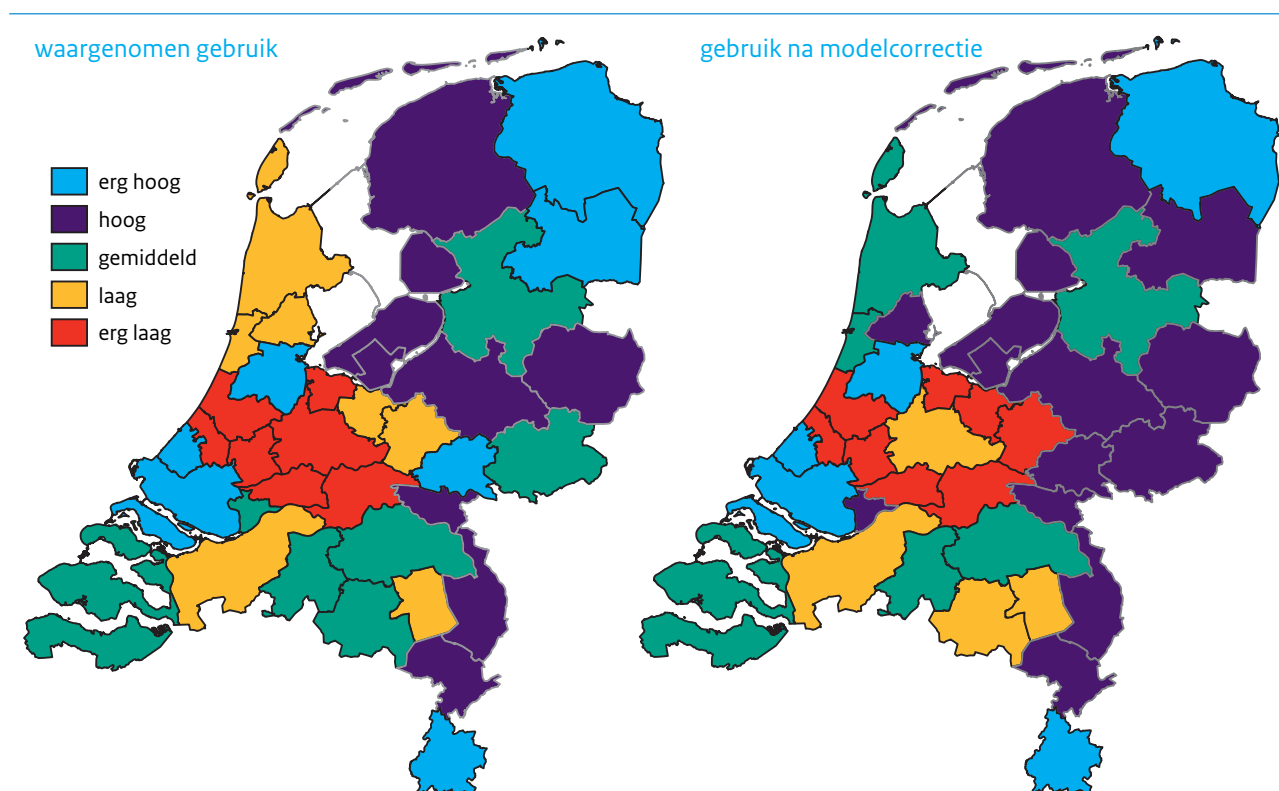 waargenomen gebruik
gebruik na modelcorrectie
erg hoog
hoog
gemiddeld
laag
erg laag